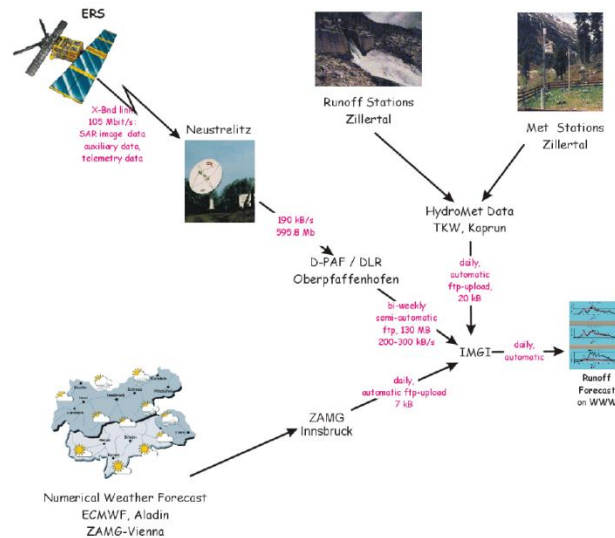 ERS
X-Bnd link
105 Mbit/s:
SAR image data
auxiliary data,
telemetry data
Neustrelitz
Runoff Stations
Zillertal
Met Stations
Zillertal
190 kB/s
595.8 Mb
HydroMet Data
TKW, Kaprun
D-PAF / DLR
Oberpfaffenhofen
daily,
automatic
ftp-upload,
20 kB
bi-weekly
semi-automatic
ftp, 130 MB
200-300 kB/s
IMGI
daily,
automatic
Runoff
Forecast
on WWW
daily,
automatic ftp-upload
7 kB
ZAMG
Innsbruck
Numerical Weather Forecast
ECMWF, Aladin
ZAMG-Vienna